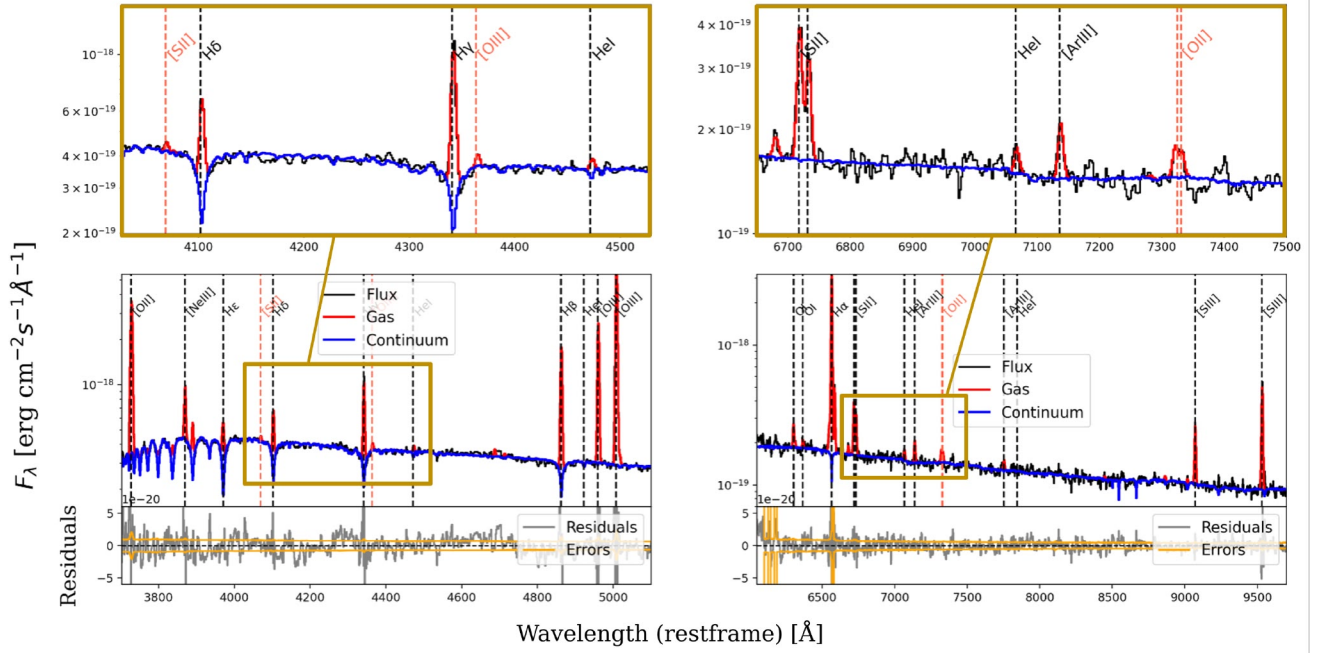 [SII]
Hδ
Hγ
[OIII]
HeI
10⁻¹⁸
6 × 10⁻¹⁹
4 × 10⁻¹⁹
3 × 10⁻¹⁹
2 × 10⁻¹⁹
4100
4200
4300
4400
4500
[SII]
HeI
[ArIII]
[OII]
4 × 10⁻¹⁹
3 × 10⁻¹⁹
2 × 10⁻¹⁹
10⁻¹⁹
6700
6800
6900
7000
7100
7200
7300
7400
7500
F_λ [erg cm⁻²s⁻¹Å⁻¹]
[OII]
[NeIII]
Hε
Hδ
HeI
Hβ
HeI
[OIII]
[OIII]
Flux
Gas
Continuum
10⁻¹⁸
1e−20
Residuals
5
0
−5
Residuals
Errors
3800
4000
4200
4400
4600
4800
5000
OI
Hα
[SII]
HeI
[ArIII]
[OII]
[ArIII]
HeI
[SIII]
[SIII]
Flux
Gas
Continuum
10⁻¹⁸
10⁻¹⁹
1e−20
5
0
−5
Residuals
Errors
6500
7000
7500
8000
8500
9000
9500
Wavelength (restframe) [Å]